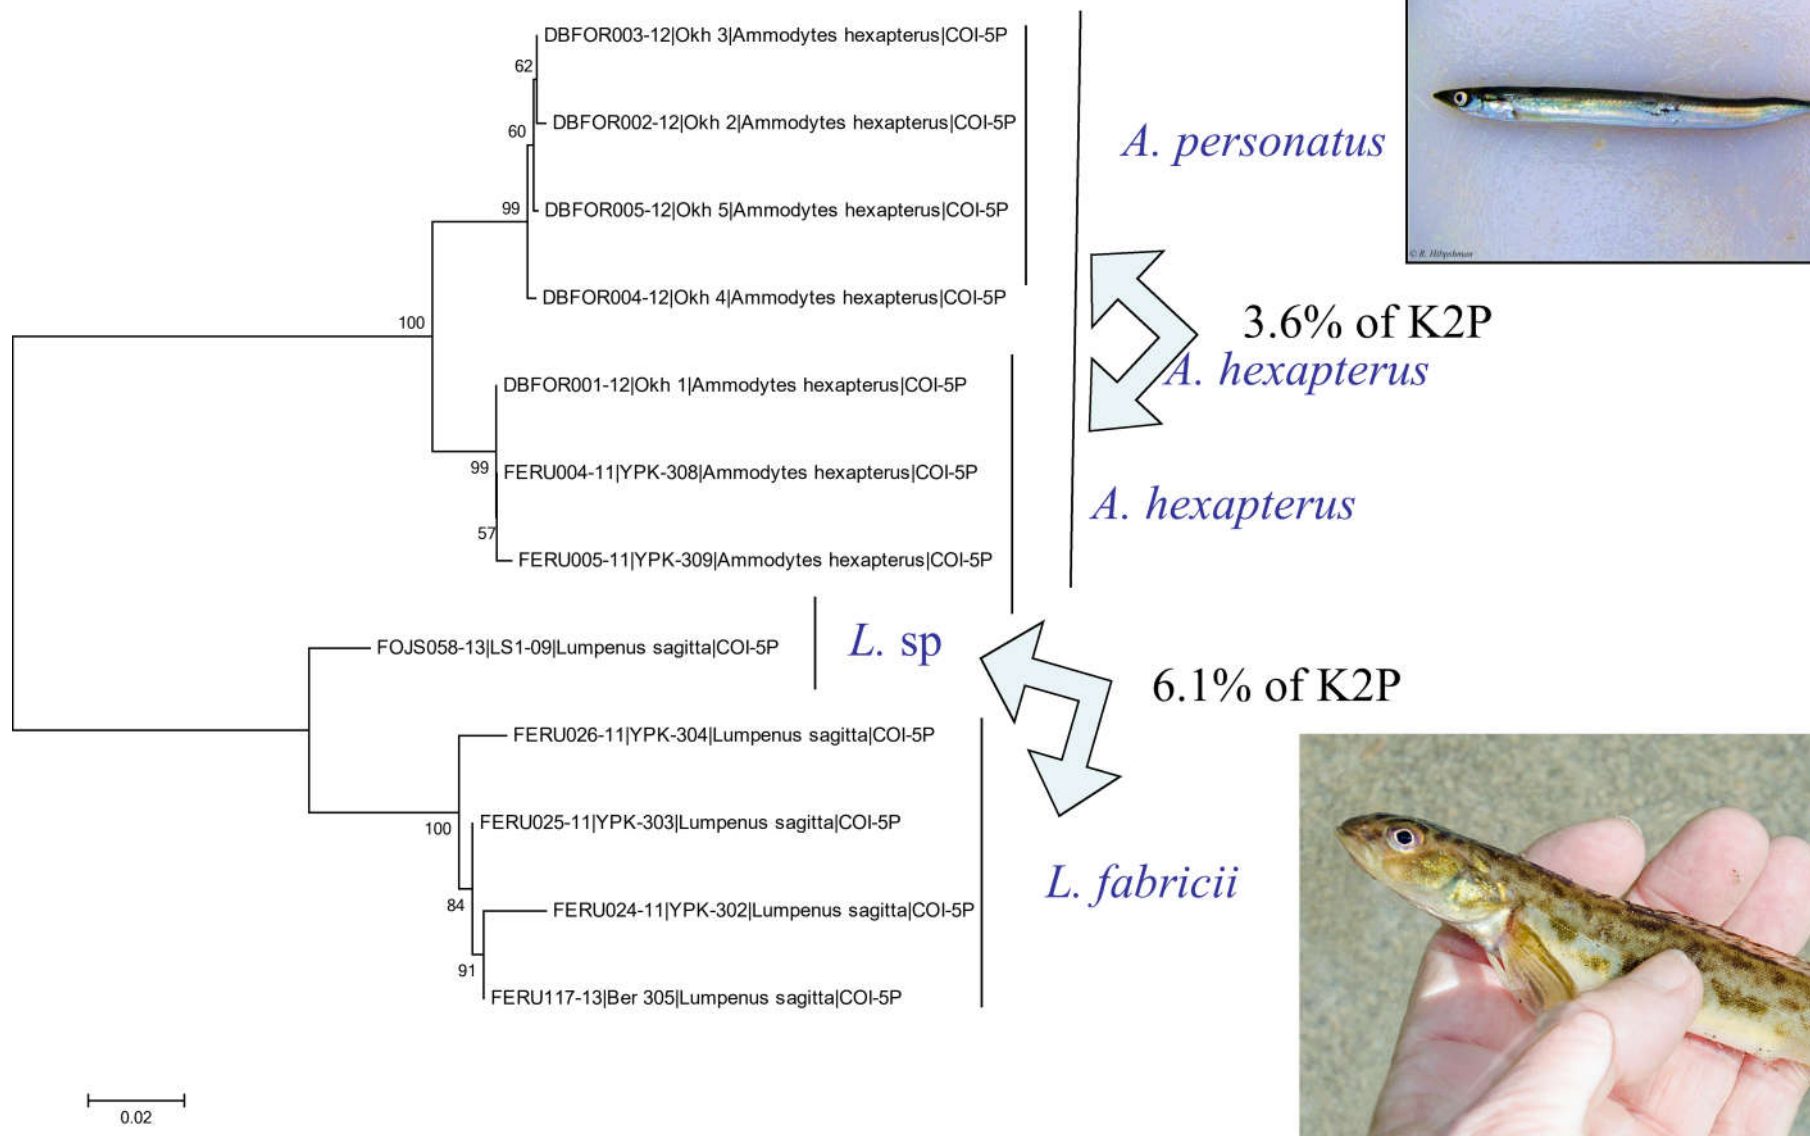 DBFOR003-12|Okh 3|Ammodytes hexapterus|COI-5P
62
DBFOR002-12|Okh 2|Ammodytes hexapterus|COI-5P
60
A. personatus
99
DBFOR005-12|Okh 5|Ammodytes hexapterus|COI-5P
© R. Hibpshman
DBFOR004-12|Okh 4|Ammodytes hexapterus|COI-5P
100
3.6% of K2P
A. hexapterus
DBFOR001-12|Okh 1|Ammodytes hexapterus|COI-5P
99
FERU004-11|YPK-308|Ammodytes hexapterus|COI-5P
A. hexapterus
57
FERU005-11|YPK-309|Ammodytes hexapterus|COI-5P
FOJS058-13|LS1-09|Lumpenus sagitta|COI-5P
L. sp
6.1% of K2P
FERU026-11|YPK-304|Lumpenus sagitta|COI-5P
100
FERU025-11|YPK-303|Lumpenus sagitta|COI-5P
L. fabricii
84
FERU024-11|YPK-302|Lumpenus sagitta|COI-5P
91
FERU117-13|Ber 305|Lumpenus sagitta|COI-5P
0.02